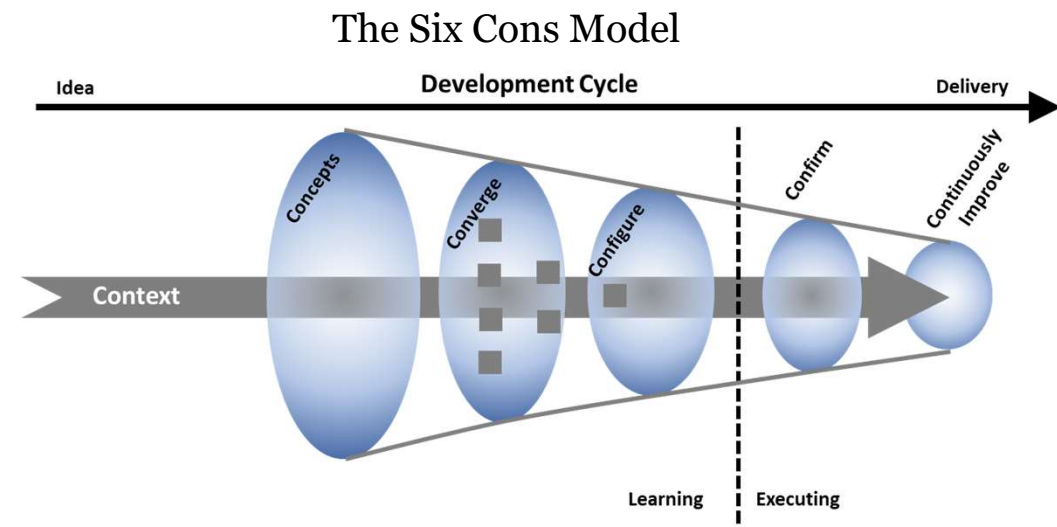 The Six Cons Model
Idea
Development Cycle
Delivery
Concepts
Converge
Configure
Confirm
Continuously
Improve
Context
Learning
Executing